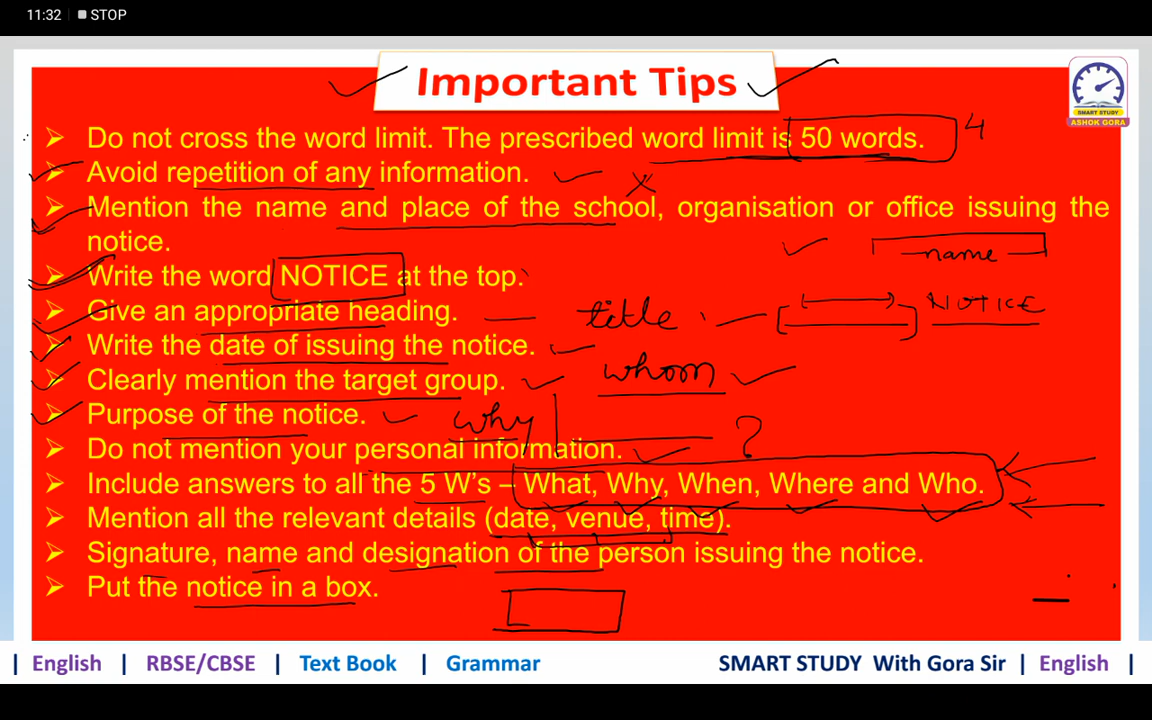 11:32 STOP
Important Tips
SMART STUDY
ASHOK GORA
➢ Do not cross the word limit. The prescribed word limit is 50 words. 4
➢ Avoid repetition of any information.
➢ Mention the name and place of the school, organisation or office issuing the
notice.
name
➢ Write the word NOTICE at the top.
➢ Give an appropriate heading. title NOTICE
➢ Write the date of issuing the notice.
➢ Clearly mention the target group. whom
➢ Purpose of the notice. why ?
➢ Do not mention your personal information.
➢ Include answers to all the 5 W's – What, Why, When, Where and Who.
➢ Mention all the relevant details (date, venue, time).
➢ Signature, name and designation of the person issuing the notice.
➢ Put the notice in a box.
| English | RBSE/CBSE | Text Book | Grammar SMART STUDY With Gora Sir | English |